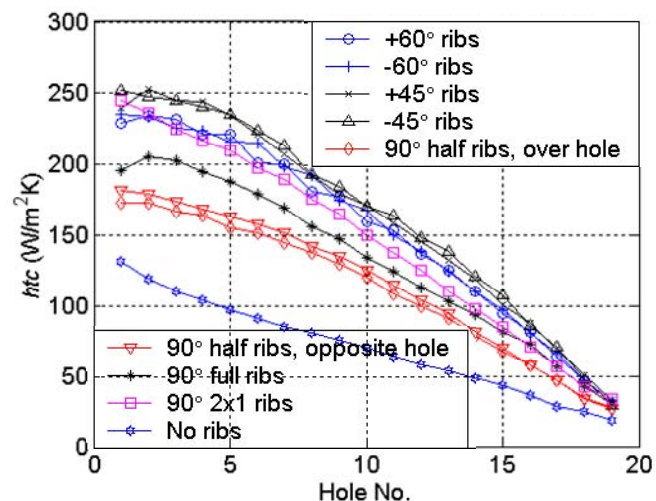 300
250
200
150
100
50
0
htc (W/m²K)
+60° ribs
-60° ribs
+45° ribs
-45° ribs
90° half ribs, over hole
90° half ribs, opposite hole
90° full ribs
90° 2x1 ribs
No ribs
0 5 10 15 20
Hole No.